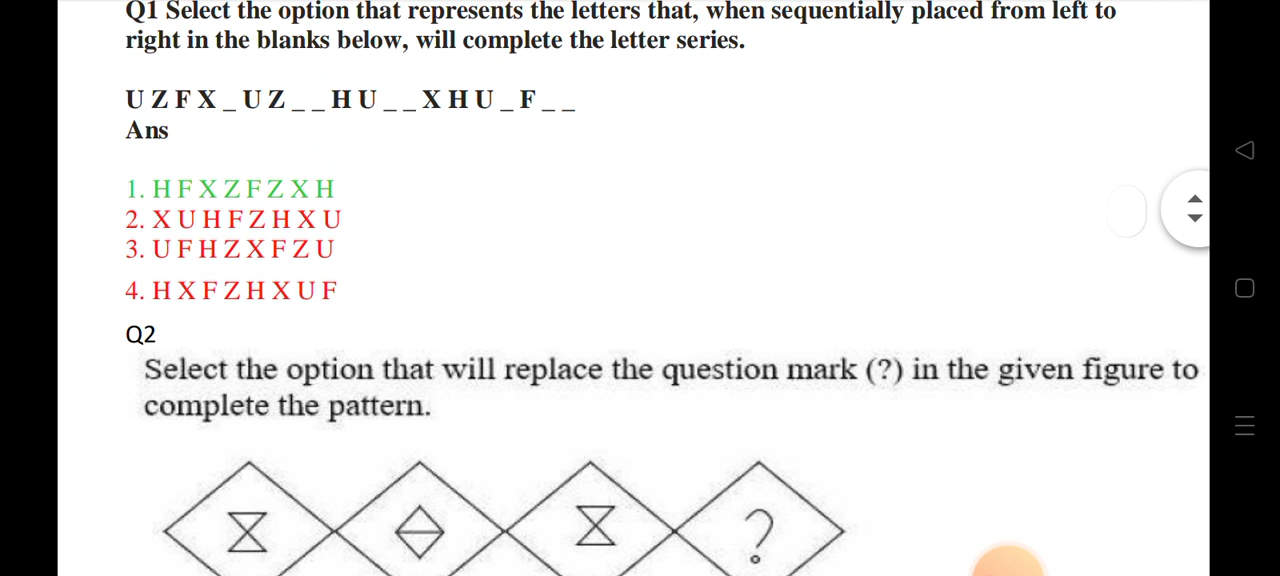 Q1 Select the option that represents the letters that, when sequentially placed from left to
right in the blanks below, will complete the letter series.
U Z F X _ U Z _ _ H U _ _ X H U _ F _ _
Ans
1. H F X Z F Z X H
2. X U H F Z H X U
3. U F H Z X F Z U
4. H X F Z H X U F
Q2
Select the option that will replace the question mark (?) in the given figure to
complete the pattern.
?